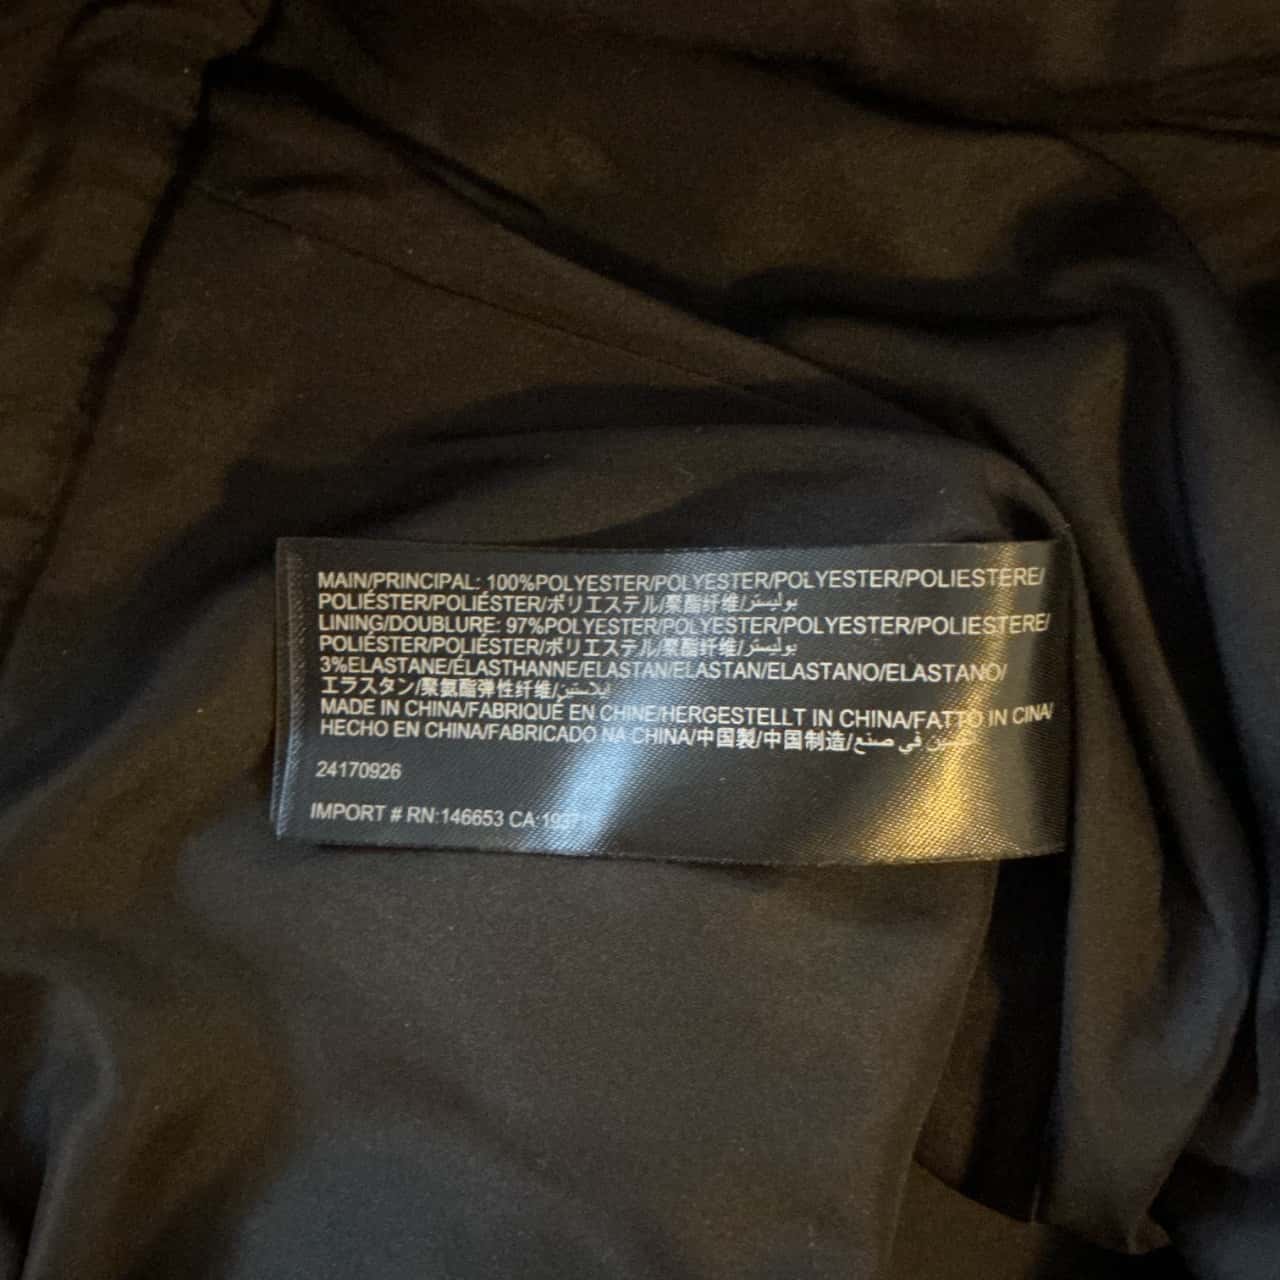 MAIN/PRINCIPAL: 100%POLYESTER/POLYESTER/POLYESTER/POLIESTERE/
POLIÉSTER/POLIÉSTER/ポリエステル/聚酯纤维/بوليستر
LINING/DOUBLURE: 97%POLYESTER/POLYESTER/POLYESTER/POLIESTERE/
POLIÉSTER/POLIÉSTER/ポリエステル/聚酯纤维/بوليستر
3%ELASTANE/ÉLASTHANNE/ELASTAN/ELASTAN/ELASTANO/ELASTANO/
エラスタン/聚氨酯弹性纤维/إيلاستين
MADE IN CHINA/FABRIQUÉ EN CHINE/HERGESTELLT IN CHINA/FATTO IN CINA/
HECHO EN CHINA/FABRICADO NA CHINA/中国製/中国制造/صنع في
24170926
IMPORT # RN:146653 CA: